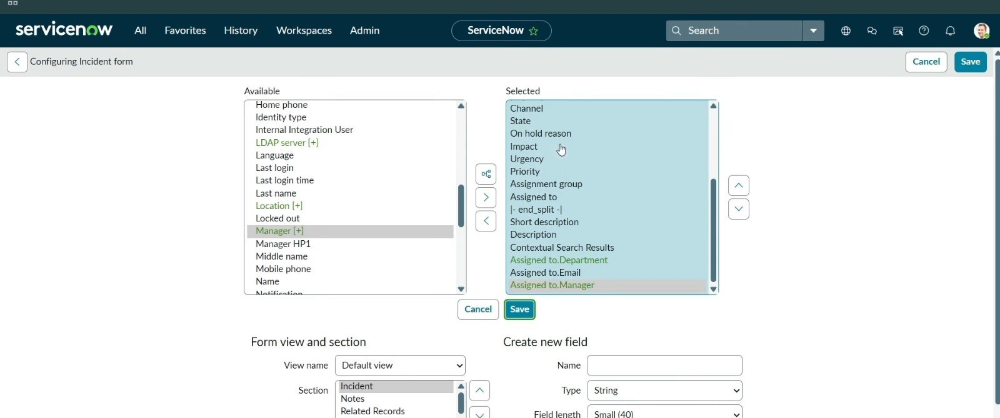 servicenow All Favorites History Workspaces Admin ServiceNow Search
Configuring Incident form Cancel Save
Available
Home phone
Identity type
Internal Integration User
LDAP server [+]
Language
Last login
Last login time
Last name
Location [+]
Locked out
Manager [+]
Manager HP1
Middle name
Mobile phone
Name
Notification
Selected
Channel
State
On hold reason
Impact
Urgency
Priority
Assignment group
Assigned to
|- end_split -|
Short description
Description
Contextual Search Results
Assigned to.Department
Assigned to.Email
Assigned to.Manager
Cancel Save
Form view and section
View name Default view
Section Incident
Notes
Related Records
Create new field
Name
Type String
Field length Small (40)